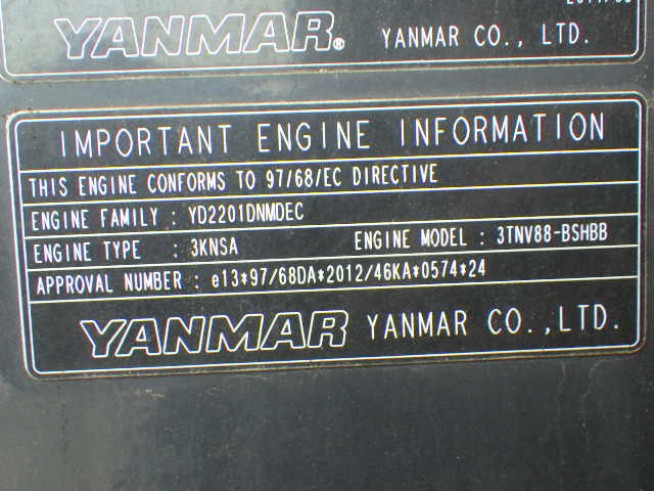 YANMAR® YANMAR CO., LTD.
IMPORTANT ENGINE INFORMATION
THIS ENGINE CONFORMS TO 97/68/EC DIRECTIVE
ENGINE FAMILY : YD2201DNMDEC
ENGINE TYPE : 3KNSA ENGINE MODEL : 3TNV88-BSHBB
APPROVAL NUMBER : e13*97/68DA*2012/46KA*0574*24
YANMAR YANMAR CO.,LTD.